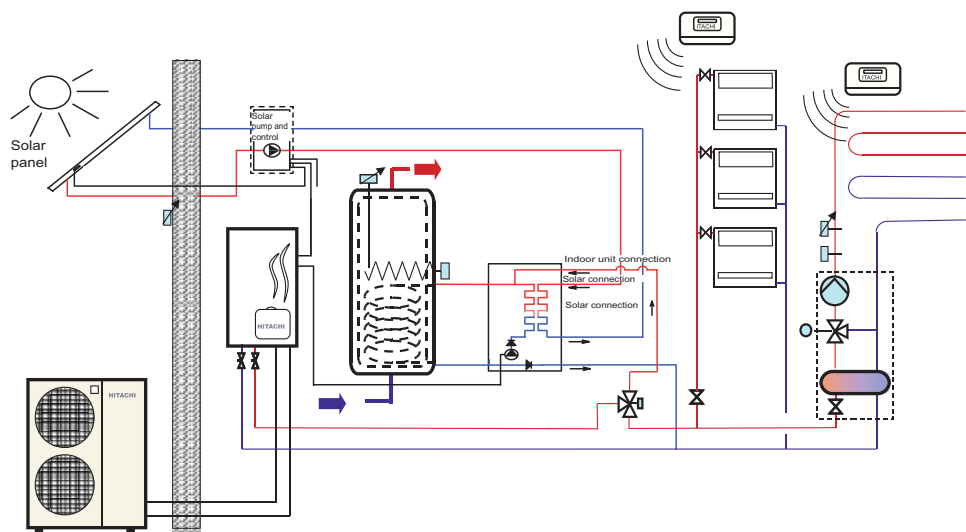 ITACHI
ITACHI
Solar
pump and
control
Solar
panel
Indoor unit connection
Solar connection
Solar connection
HITACHI
HITACHI